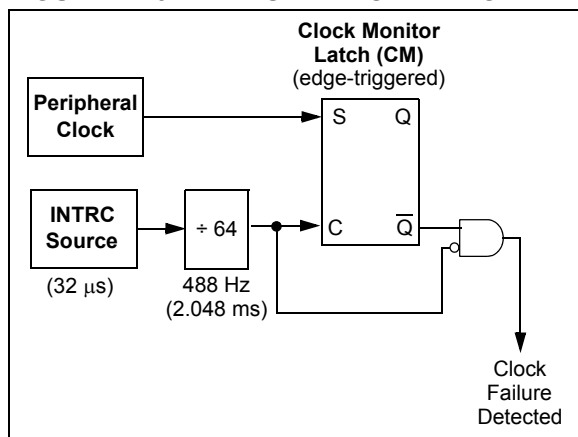 Clock Monitor
Latch (CM)
(edge-triggered)
Peripheral
Clock
S Q
INTRC
Source
÷ 64
C Q̅
(32 μs)
488 Hz
(2.048 ms)
Clock
Failure
Detected